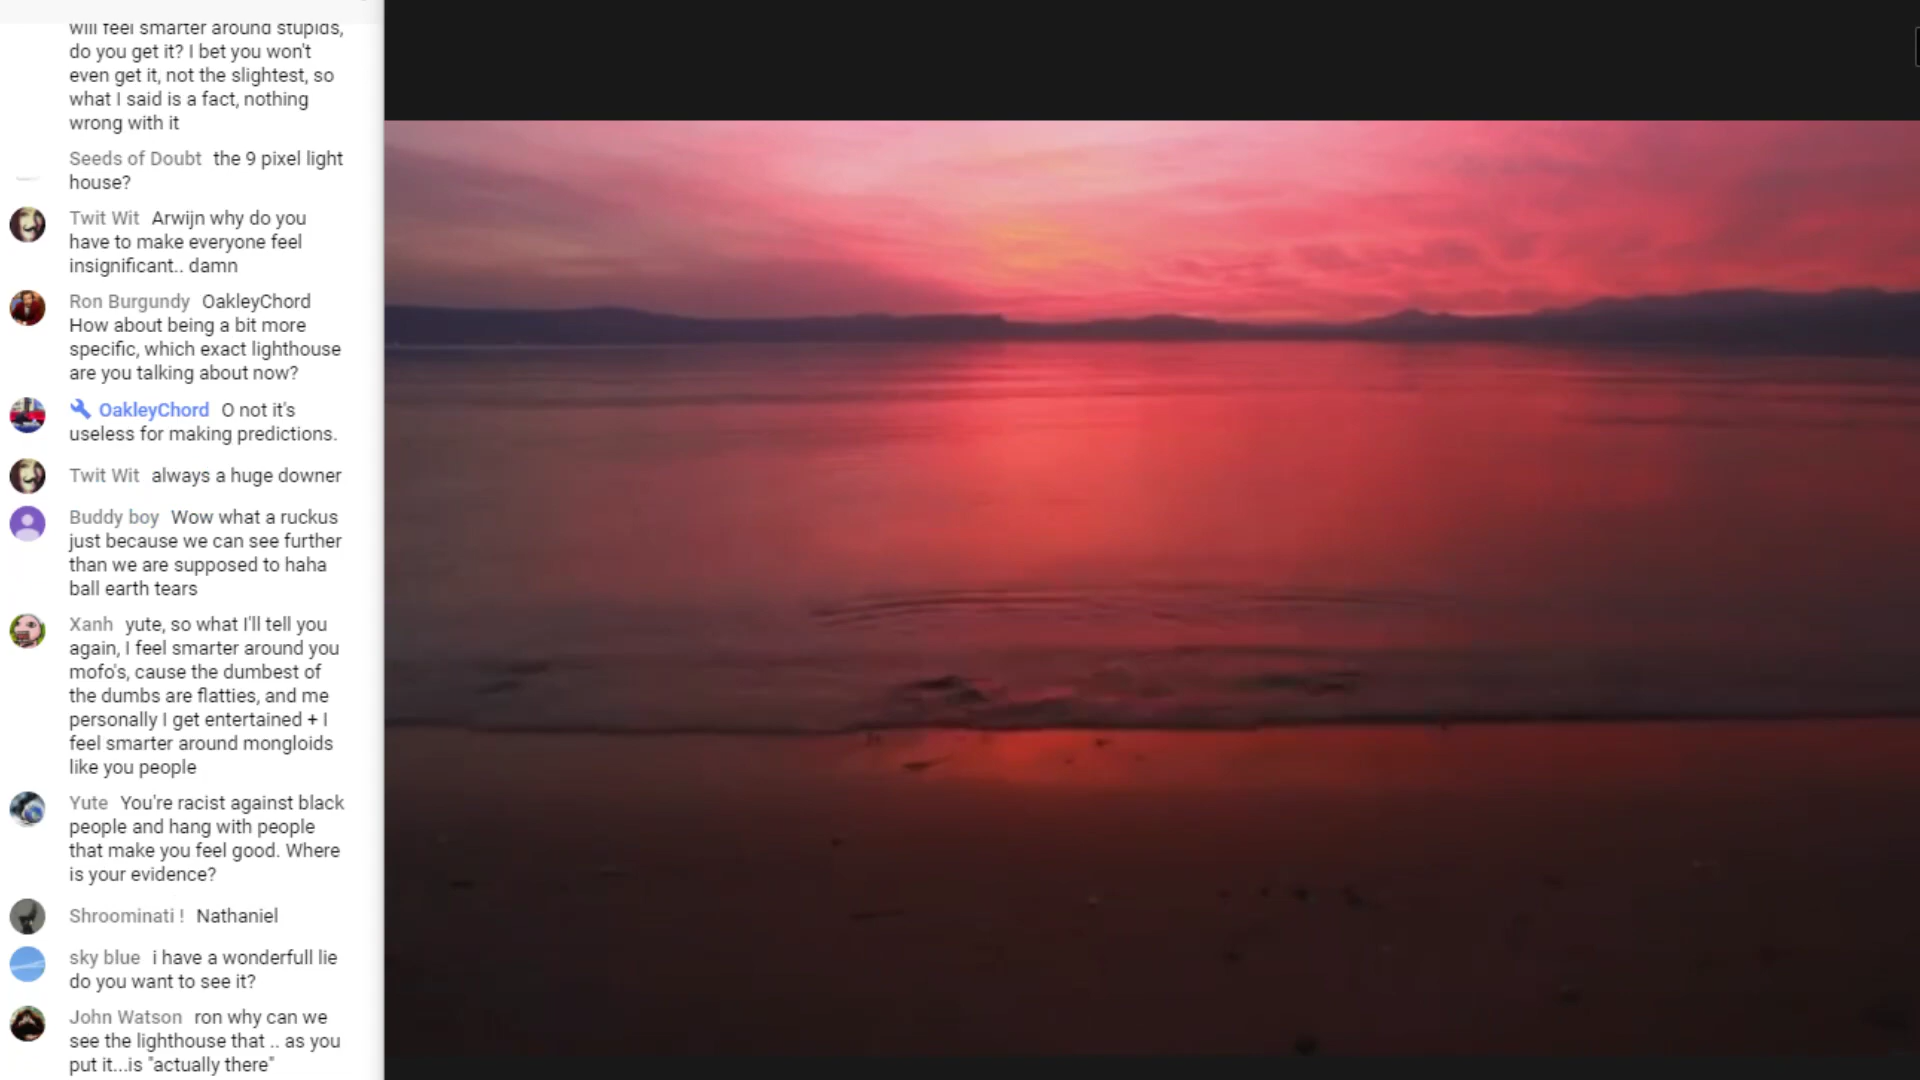 will feel smarter around stupids,
do you get it? I bet you won't
even get it, not the slightest, so
what I said is a fact, nothing
wrong with it
Seeds of Doubt the 9 pixel light
house?
Twit Wit Arwijn why do you
have to make everyone feel
insignificant.. damn
Ron Burgundy OakleyChord
How about being a bit more
specific, which exact lighthouse
are you talking about now?
OakleyChord O not it's
useless for making predictions.
Twit Wit always a huge downer
Buddy boy Wow what a ruckus
just because we can see further
than we are supposed to haha
ball earth tears
Xanh yute, so what I'll tell you
again, I feel smarter around you
mofo's, cause the dumbest of
the dumbs are flatties, and me
personally I get entertained + I
feel smarter around mongloids
like you people
Yute You're racist against black
people and hang with people
that make you feel good. Where
is your evidence?
Shroominati ! Nathaniel
sky blue i have a wonderfull lie
do you want to see it?
John Watson ron why can we
see the lighthouse that .. as you
put it...is "actually there"